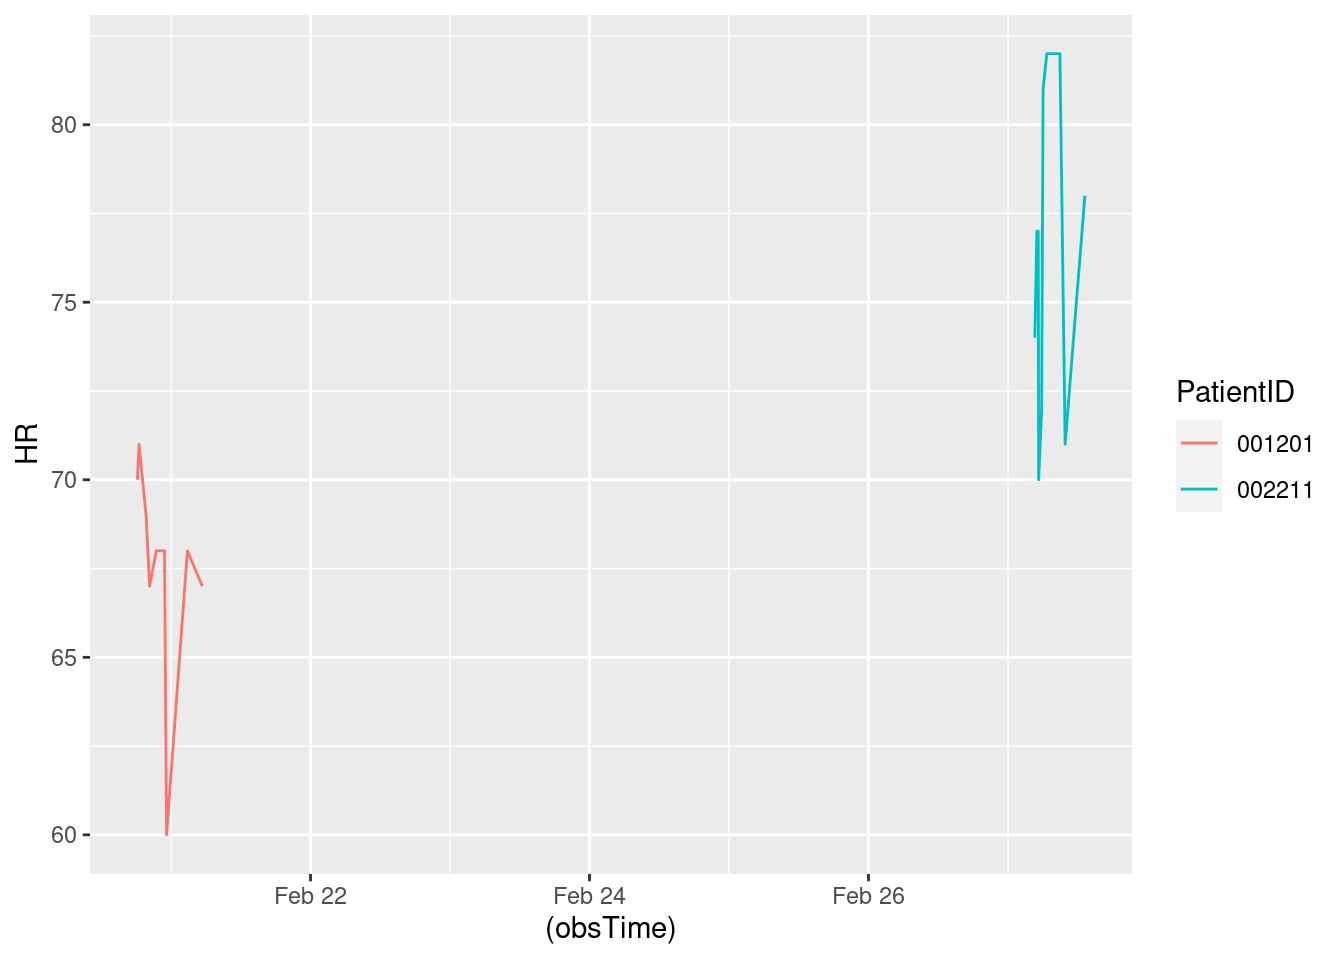 80
75
70
65
60
HR
Feb 22
Feb 24
Feb 26
(obsTime)
PatientID
001201
002211